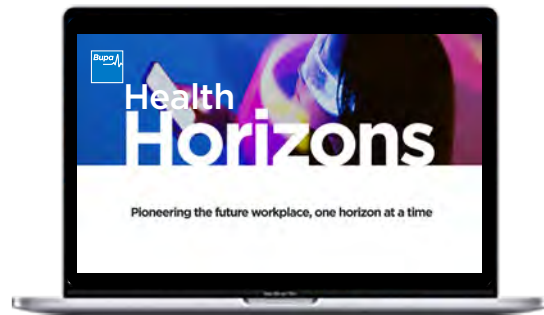 Bupa
Health
Horizons
Pioneering the future workplace, one horizon at a time